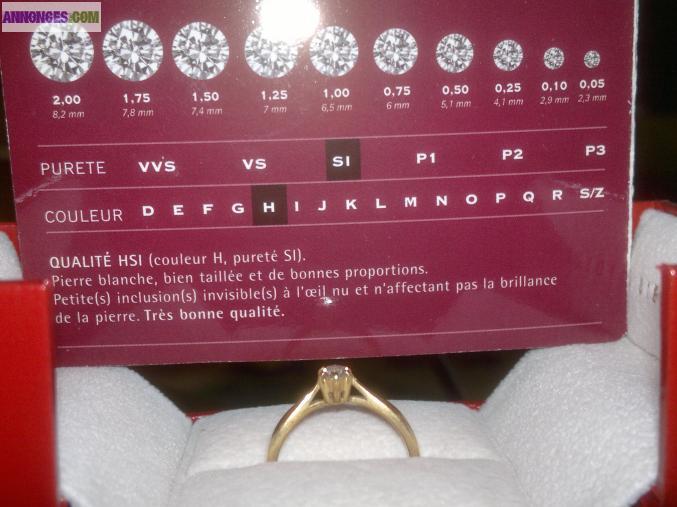 ANNONCES.COM
2,00 1,75 1,50 1,25 1,00 0,75 0,50 0,25 0,10 0,05
8,2 mm 7,8 mm 7,4 mm 7 mm 6,5 mm 6 mm 5,1 mm 4,1 mm 2,9 mm 2,3 mm
PURETE VVS VS SI P1 P2 P3
COULEUR D E F G H I J K L M N O P Q R S/Z
QUALITÉ HSI (couleur H, pureté SI).
Pierre blanche, bien taillée et de bonnes proportions.
Petite(s) inclusion(s) invisible(s) à l'œil nu et n'affectant pas la brillance
de la pierre. Très bonne qualité.